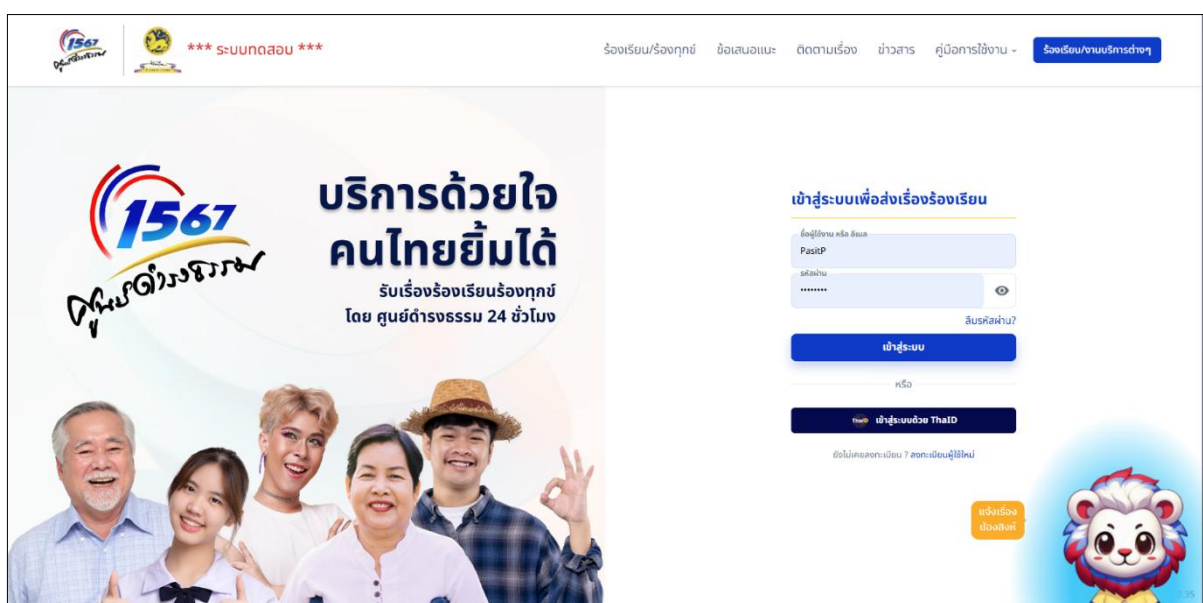 1567
ศูนย์ดำรงธรรม
*** ระบบทดสอบ ***
ร้องเรียน/ร้องทุกข์ ข้อเสนอแนะ ติดตามเรื่อง ข่าวสาร คู่มือการใช้งาน
ร้องเรียน/งานบริการต่างๆ
1567
ศูนย์ดำรงธรรม
บริการด้วยใจ
คนไทยยิ้มได้
รับเรื่องร้องเรียนร้องทุกข์
โดย ศูนย์ดำรงธรรม 24 ชั่วโมง
เข้าสู่ระบบเพื่อส่งเรื่องร้องเรียน
ชื่อผู้ใช้งาน หรือ อีเมล
PasitP
รหัสผ่าน
••••••••
ลืมรหัสผ่าน?
เข้าสู่ระบบ
หรือ
ThaID เข้าสู่ระบบด้วย ThaID
ยังไม่เคยลงทะเบียน ? ลงทะเบียนผู้ใช้ใหม่
แจ้งเรื่อง
น้องสิงห์